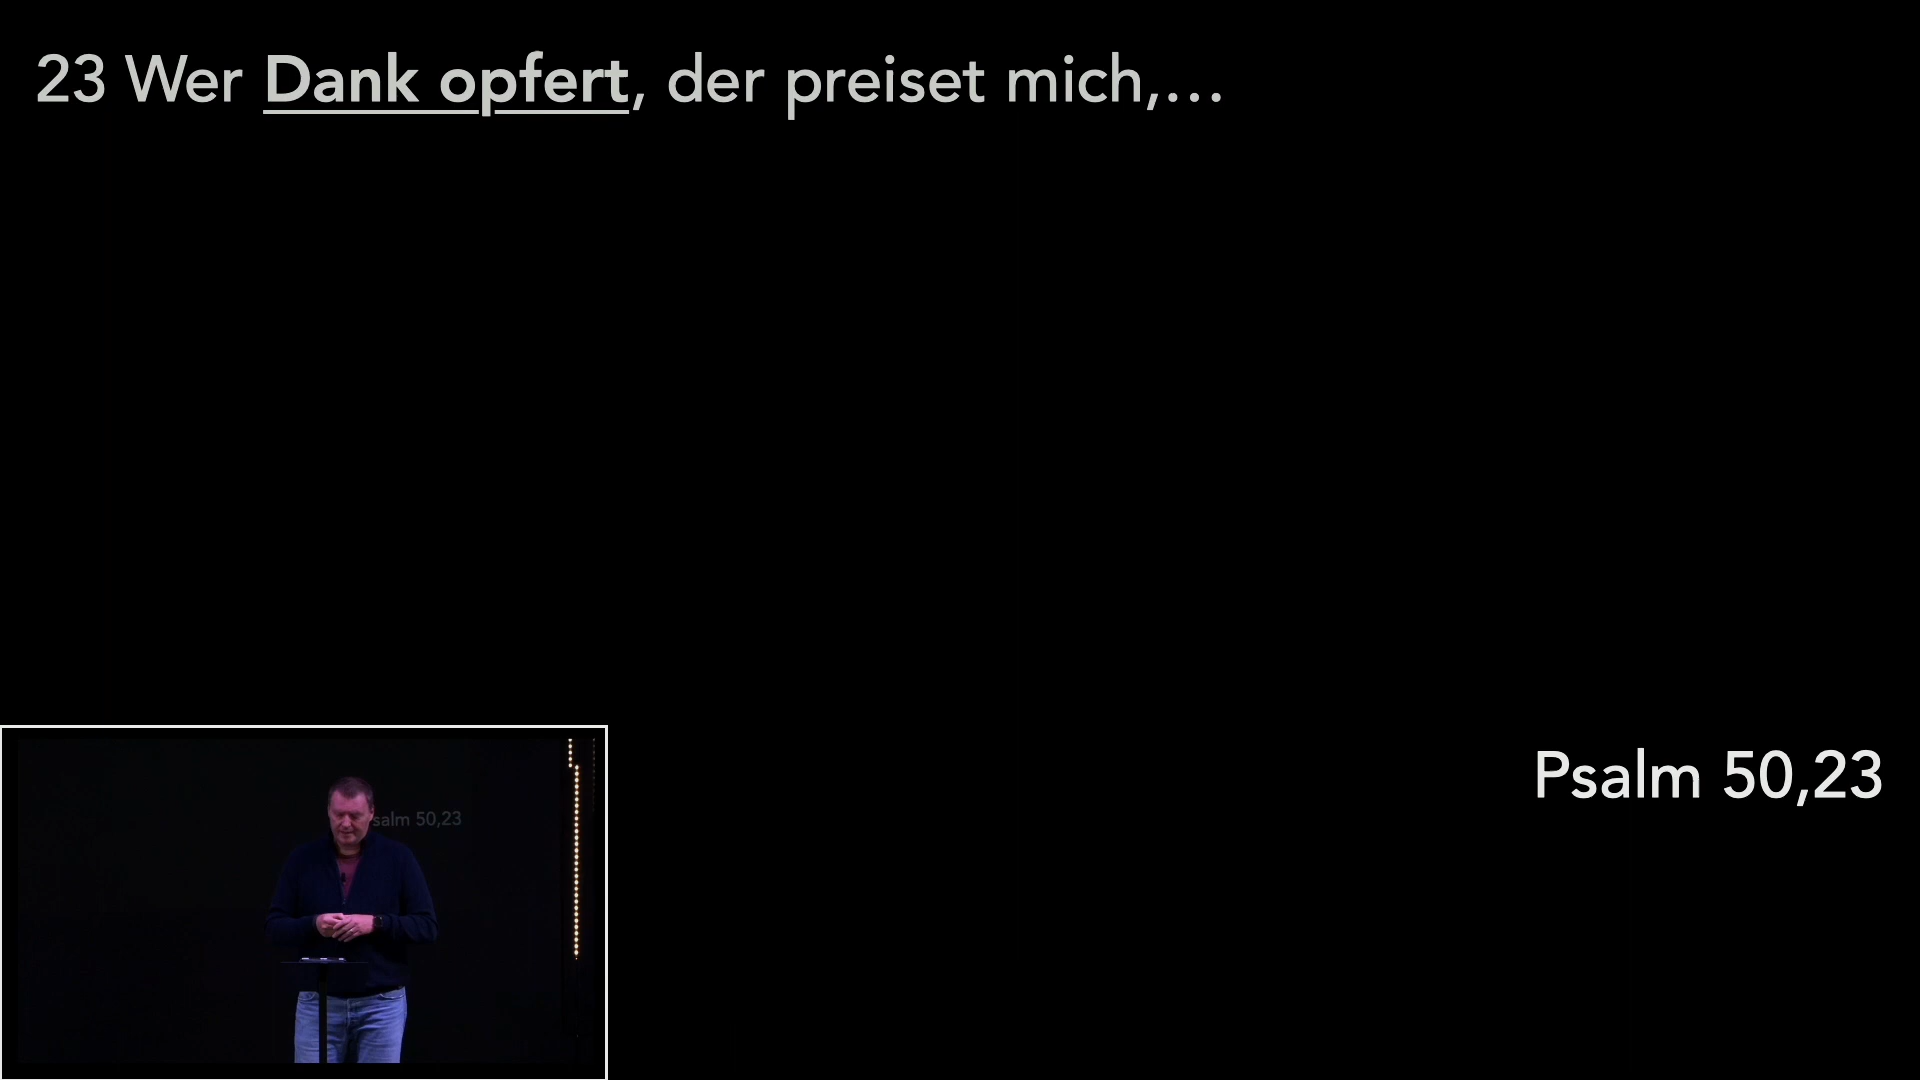 23 Wer Dank opfert, der preiset mich,…
Psalm 50,23
salm 50,23